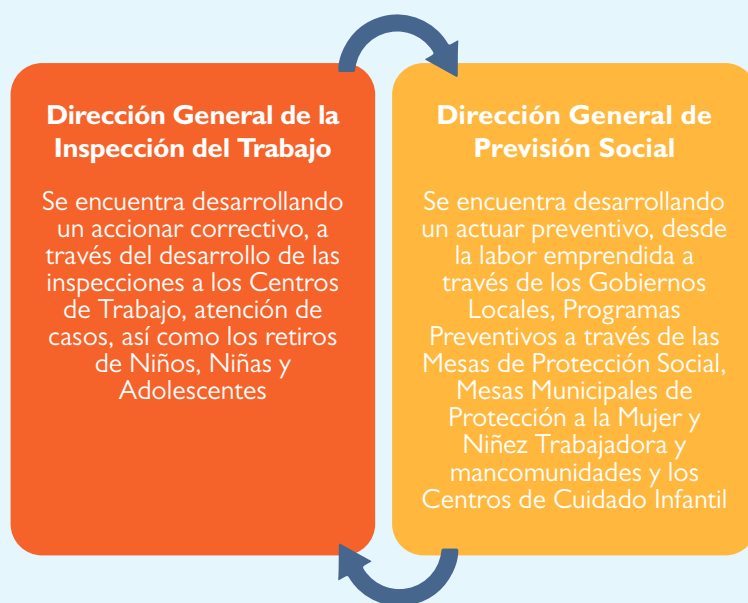 Dirección General de la
Inspección del Trabajo
Se encuentra desarrollando
un accionar correctivo, a
través del desarrollo de las
inspecciones a los Centros
de Trabajo, atención de
casos, así como los retiros
de Niños, Niñas y
Adolescentes
Dirección General de
Previsión Social
Se encuentra desarrollando
un actuar preventivo, desde
la labor emprendida a
través de los Gobiernos
Locales, Programas
Preventivos a través de las
Mesas de Protección Social,
Mesas Municipales de
Protección a la Mujer y
Niñez Trabajadora y
mancomunidades y los
Centros de Cuidado Infantil